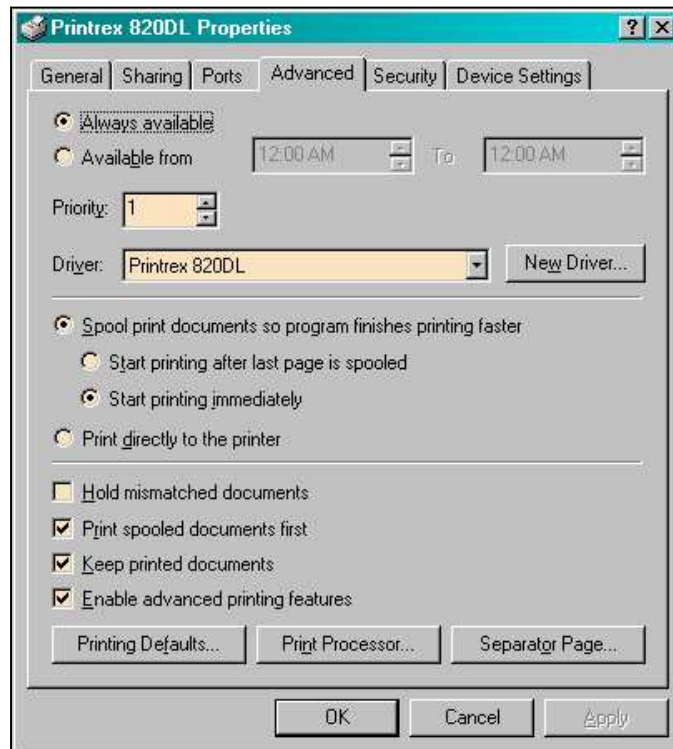 Printrex 820DL Properties
General Sharing Ports Advanced Security Device Settings
Always available
Available from 12:00 AM To 12:00 AM
Priority: 1
Driver: Printrex 820DL New Driver...
Spool print documents so program finishes printing faster
Start printing after last page is spooled
Start printing immediately
Print directly to the printer
Hold mismatched documents
Print spooled documents first
Keep printed documents
Enable advanced printing features
Printing Defaults... Print Processor... Separator Page...
OK Cancel Apply